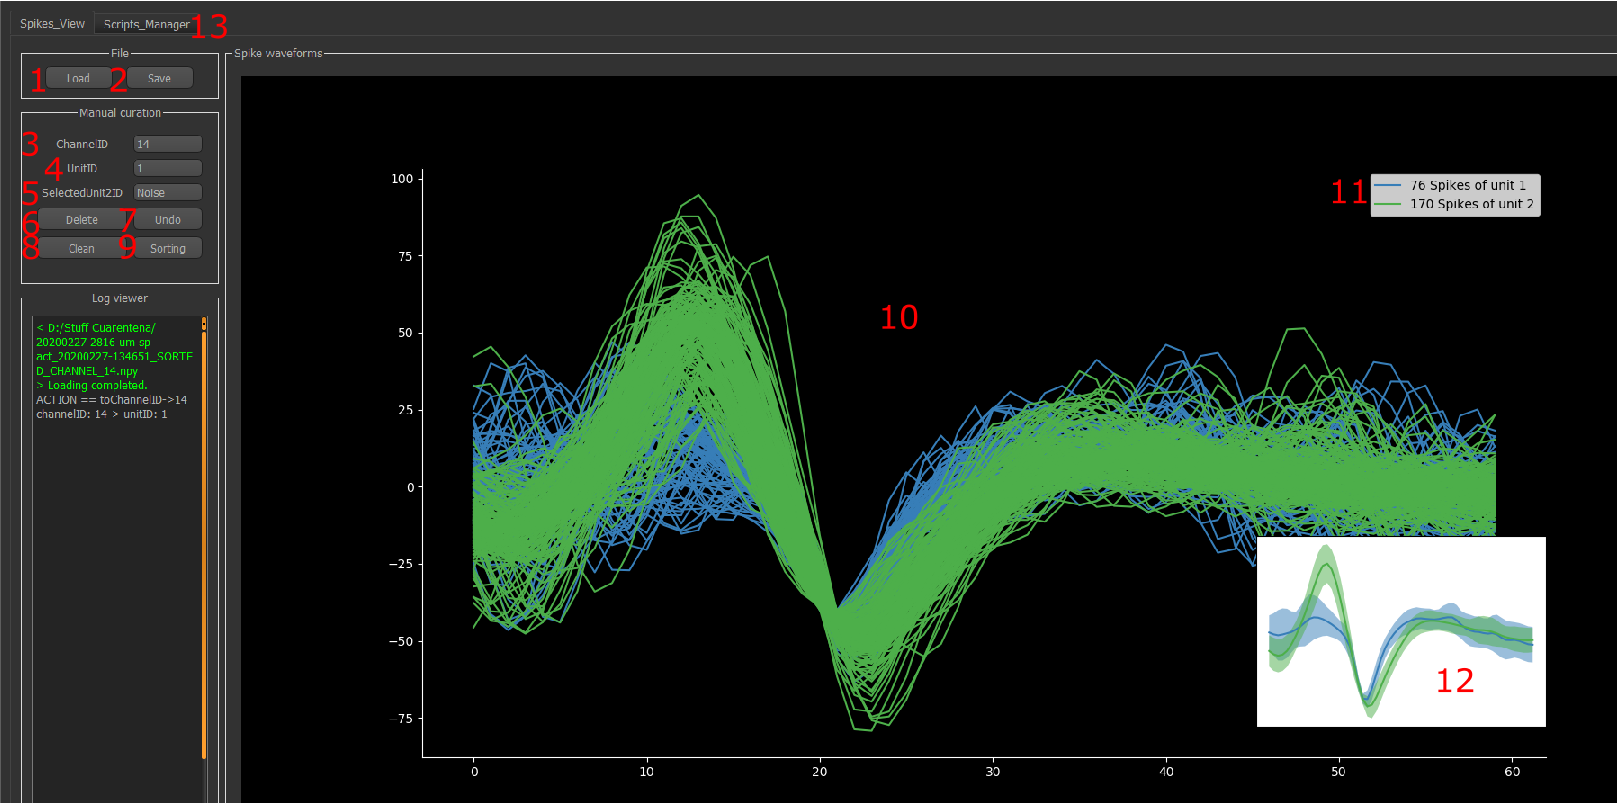 Spikes_View Scripts_Manager 13
File
1 Load 2 Save
Manual curation
3 ChannelID 14
4 UnitID 1
5 SelectedUnit2ID Noise
6 Delete 7 Undo
8 Clean 9 Sorting
Log viewer
< D:/Stuff Cuarentena/
20200227-2816-um-sp
act_20200227-134651_SORTE
D_CHANNEL_14.npy
> Loading completed.
ACTION == toChannelID->14
channelID: 14 > unitID: 1
Spike waveforms
100
75
50
25
0
−25
−50
−75
0 10 20 30 40 50 60
10
11 76 Spikes of unit 1
170 Spikes of unit 2
12